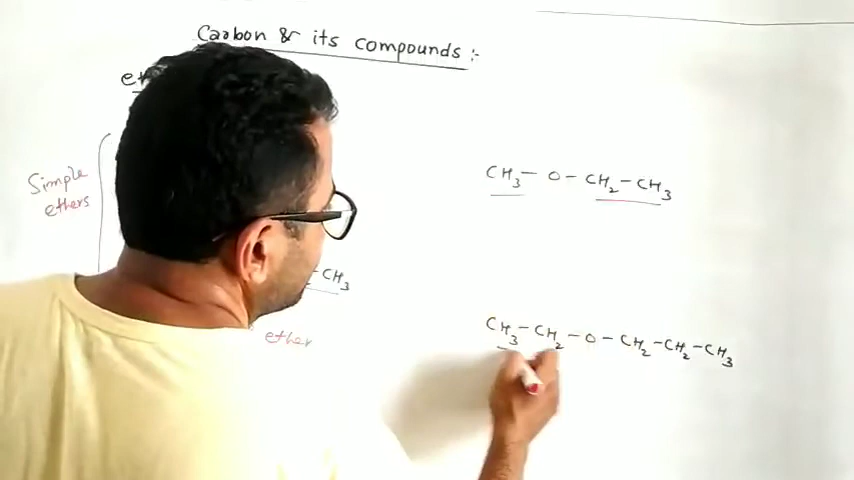 Carbon & its compounds :-
Simple
ethers
CH₃ - O - CH₂ - CH₃
- CH₃
ether
CH₃ - CH₂ - O - CH₂ - CH₂ - CH₃